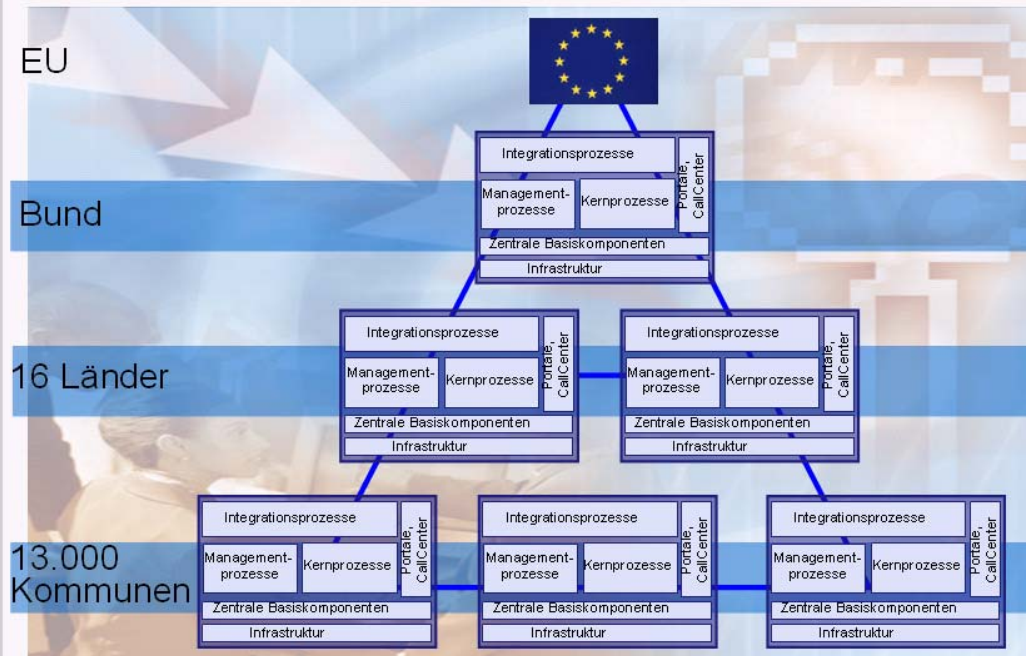 EU
Integrationsprozesse
Portale,
CallCenter
Management-
prozesse
Kernprozesse
Zentrale Basiskomponenten
Infrastruktur
Bund
Integrationsprozesse
Portale,
CallCenter
Management-
prozesse
Kernprozesse
Zentrale Basiskomponenten
Infrastruktur
Integrationsprozesse
Portale,
CallCenter
Management-
prozesse
Kernprozesse
Zentrale Basiskomponenten
Infrastruktur
16 Länder
Integrationsprozesse
Portale,
CallCenter
Management-
prozesse
Kernprozesse
Zentrale Basiskomponenten
Infrastruktur
Integrationsprozesse
Portale,
CallCenter
Management-
prozesse
Kernprozesse
Zentrale Basiskomponenten
Infrastruktur
Integrationsprozesse
Portale,
CallCenter
Management-
prozesse
Kernprozesse
Zentrale Basiskomponenten
Infrastruktur
13.000
Kommunen